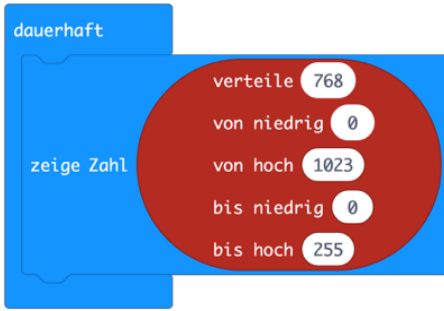 dauerhaft
verteile 768
von niedrig 0
zeige Zahl von hoch 1023
bis niedrig 0
bis hoch 255